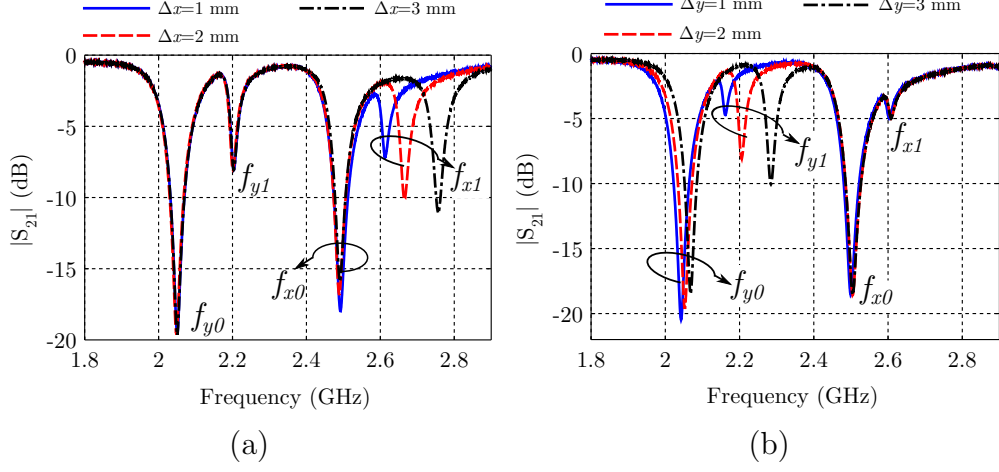 Δx=1 mm Δx=3 mm
Δx=2 mm
0
-5
-10
-15
-20
|S21| (dB)
fy1
fx1
fx0
fy0
1.8 2 2.2 2.4 2.6 2.8
Frequency (GHz)
(a)
Δy=1 mm Δy=3 mm
Δy=2 mm
0
-5
-10
-15
-20
|S21| (dB)
fx1
fy1
fy0
fx0
1.8 2 2.2 2.4 2.6 2.8
Frequency (GHz)
(b)